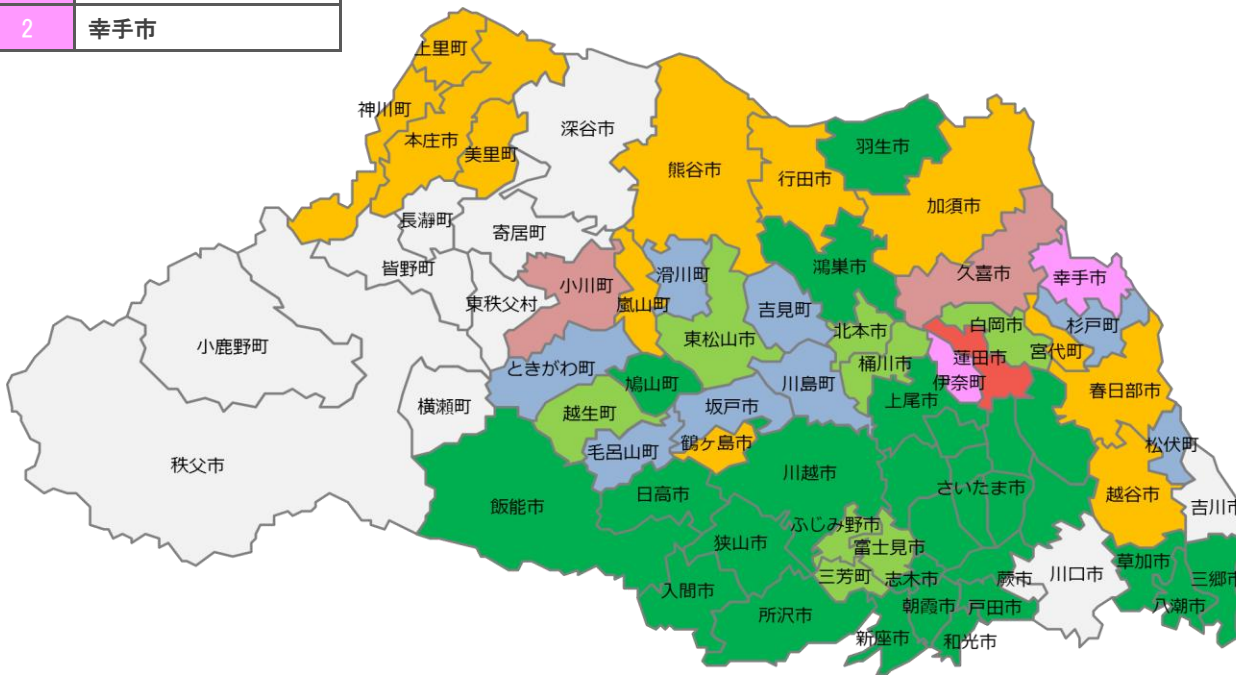 2 幸手市
上里町
神川町
本庄市
美里町
深谷市
熊谷市
行田市
羽生市
加須市
長瀞町
寄居町
皆野町
東秩父村
小川町
嵐山町
滑川町
吉見町
鴻巣市
久喜市
幸手市
杉戸町
小鹿野町
東松山市
北本市
白岡市
宮代町
ときがわ町
鳩山町
川島町
桶川市
蓮田市
伊奈町
春日部市
横瀬町
越生町
坂戸市
上尾市
毛呂山町
鶴ヶ島市
松伏町
秩父市
飯能市
日高市
川越市
さいたま市
越谷市
吉川市
狭山市
ふじみ野市
富士見市
三芳町
志木市
蕨市
川口市
草加市
三郷市
入間市
所沢市
朝霞市
戸田市
八潮市
新座市
和光市